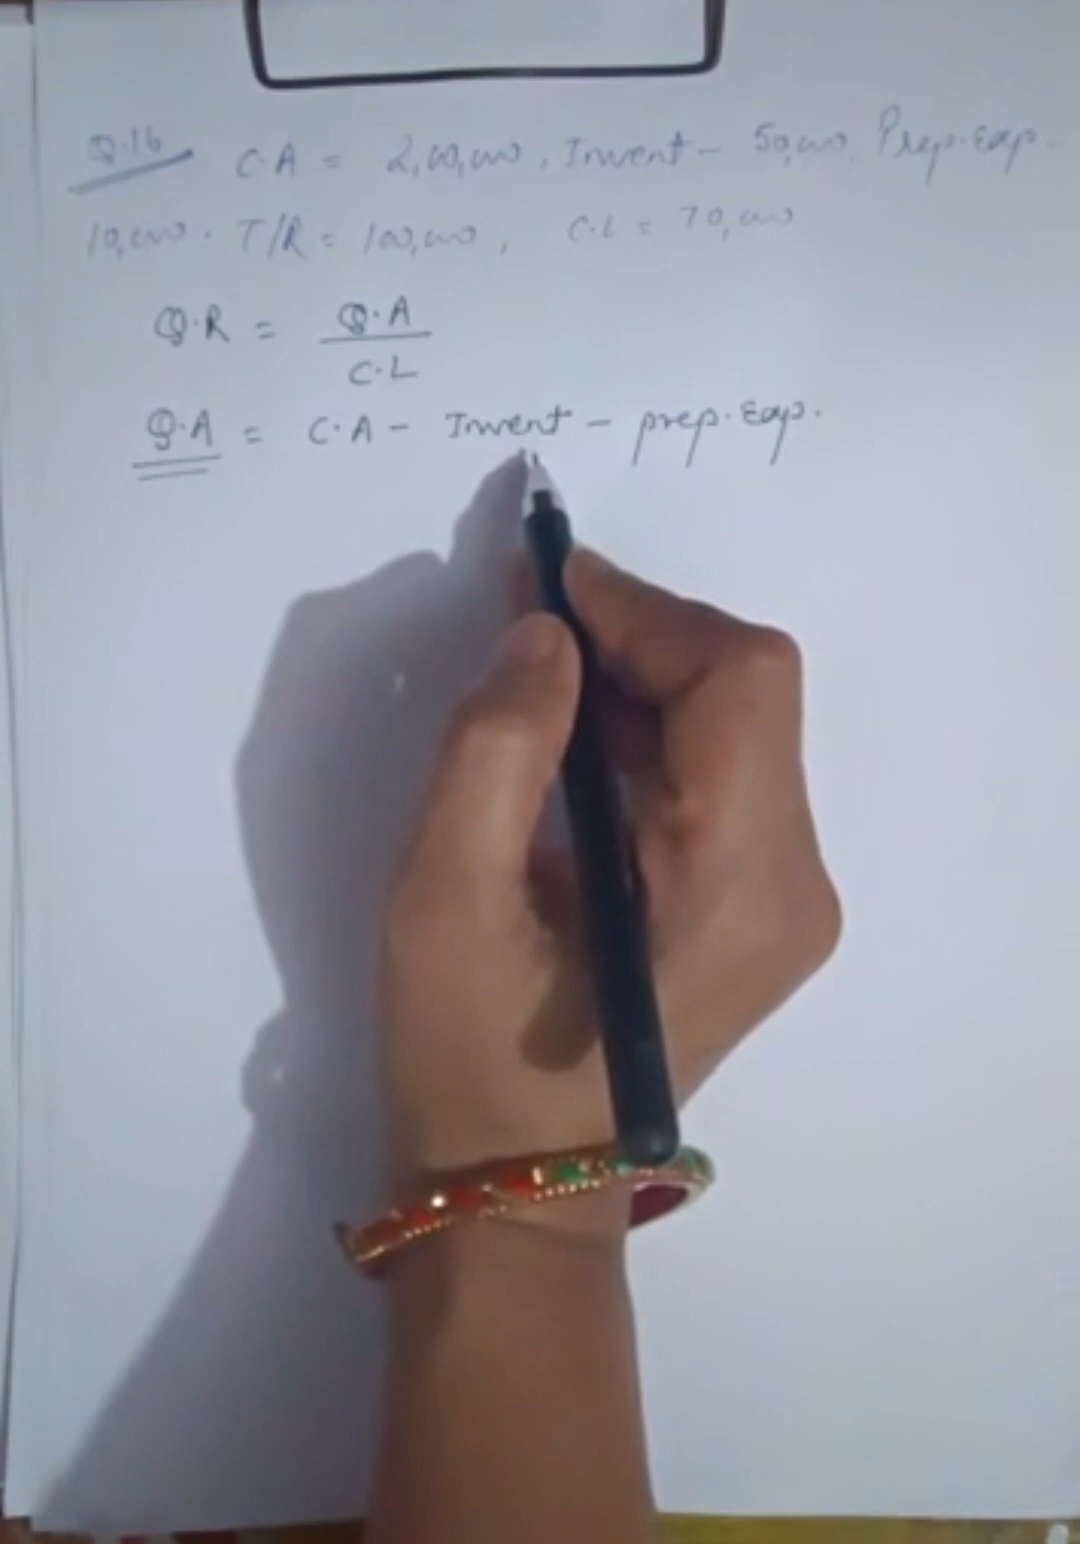 Q.16 C.A = 2,00,000, Invent- 50,000, Prep.Exp-
10,000. T/R = 100,000, C.L = 70,000
Q.R = Q.A
C.L
Q.A = C.A - Invent - prep.Exp.